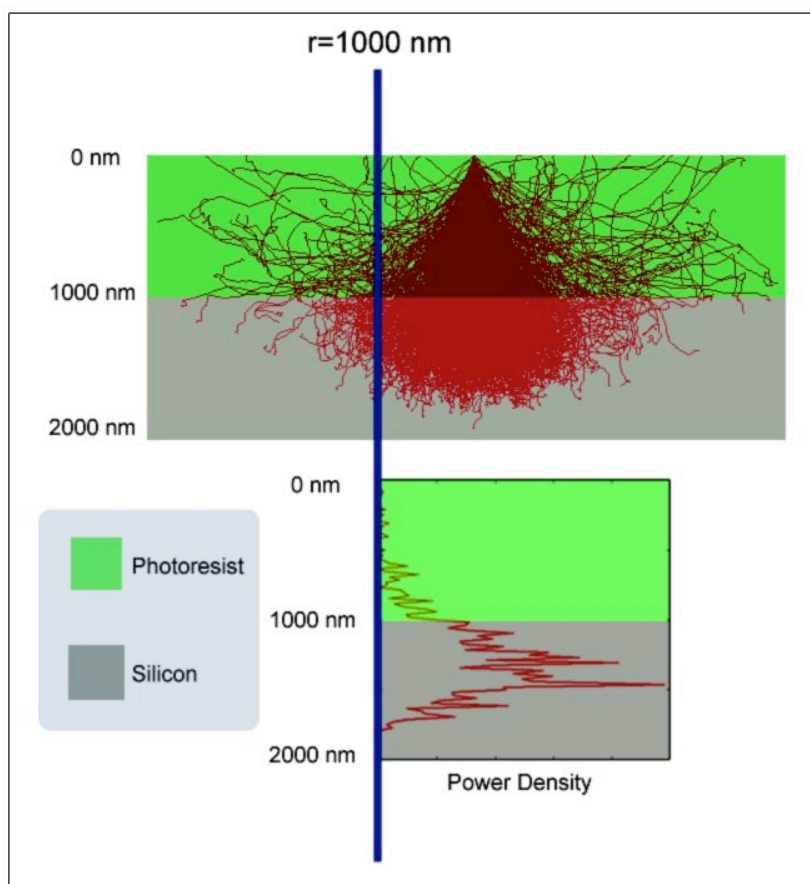 r=1000 nm
0 nm
1000 nm
2000 nm
0 nm
Photoresist
1000 nm
Silicon
2000 nm
Power Density